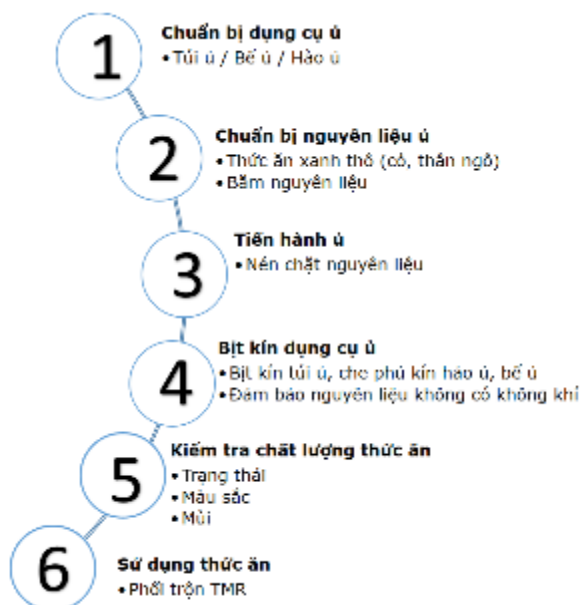 1
Chuẩn bị dụng cụ ủ
• Túi ủ / Bể ủ / Hào ủ
2
Chuẩn bị nguyên liệu ủ
• Thức ăn xanh thô (cỏ, thân ngô)
• Băm nguyên liệu
3
Tiến hành ủ
• Nén chặt nguyên liệu
4
Bịt kín dụng cụ ủ
• Bịt kín túi ủ, che phủ kín hào ủ, bể ủ
• Đảm bảo nguyên liệu không có không khí
5
Kiểm tra chất lượng thức ăn
• Trạng thái
• Màu sắc
• Mùi
6
Sử dụng thức ăn
• Phối trộn TMR